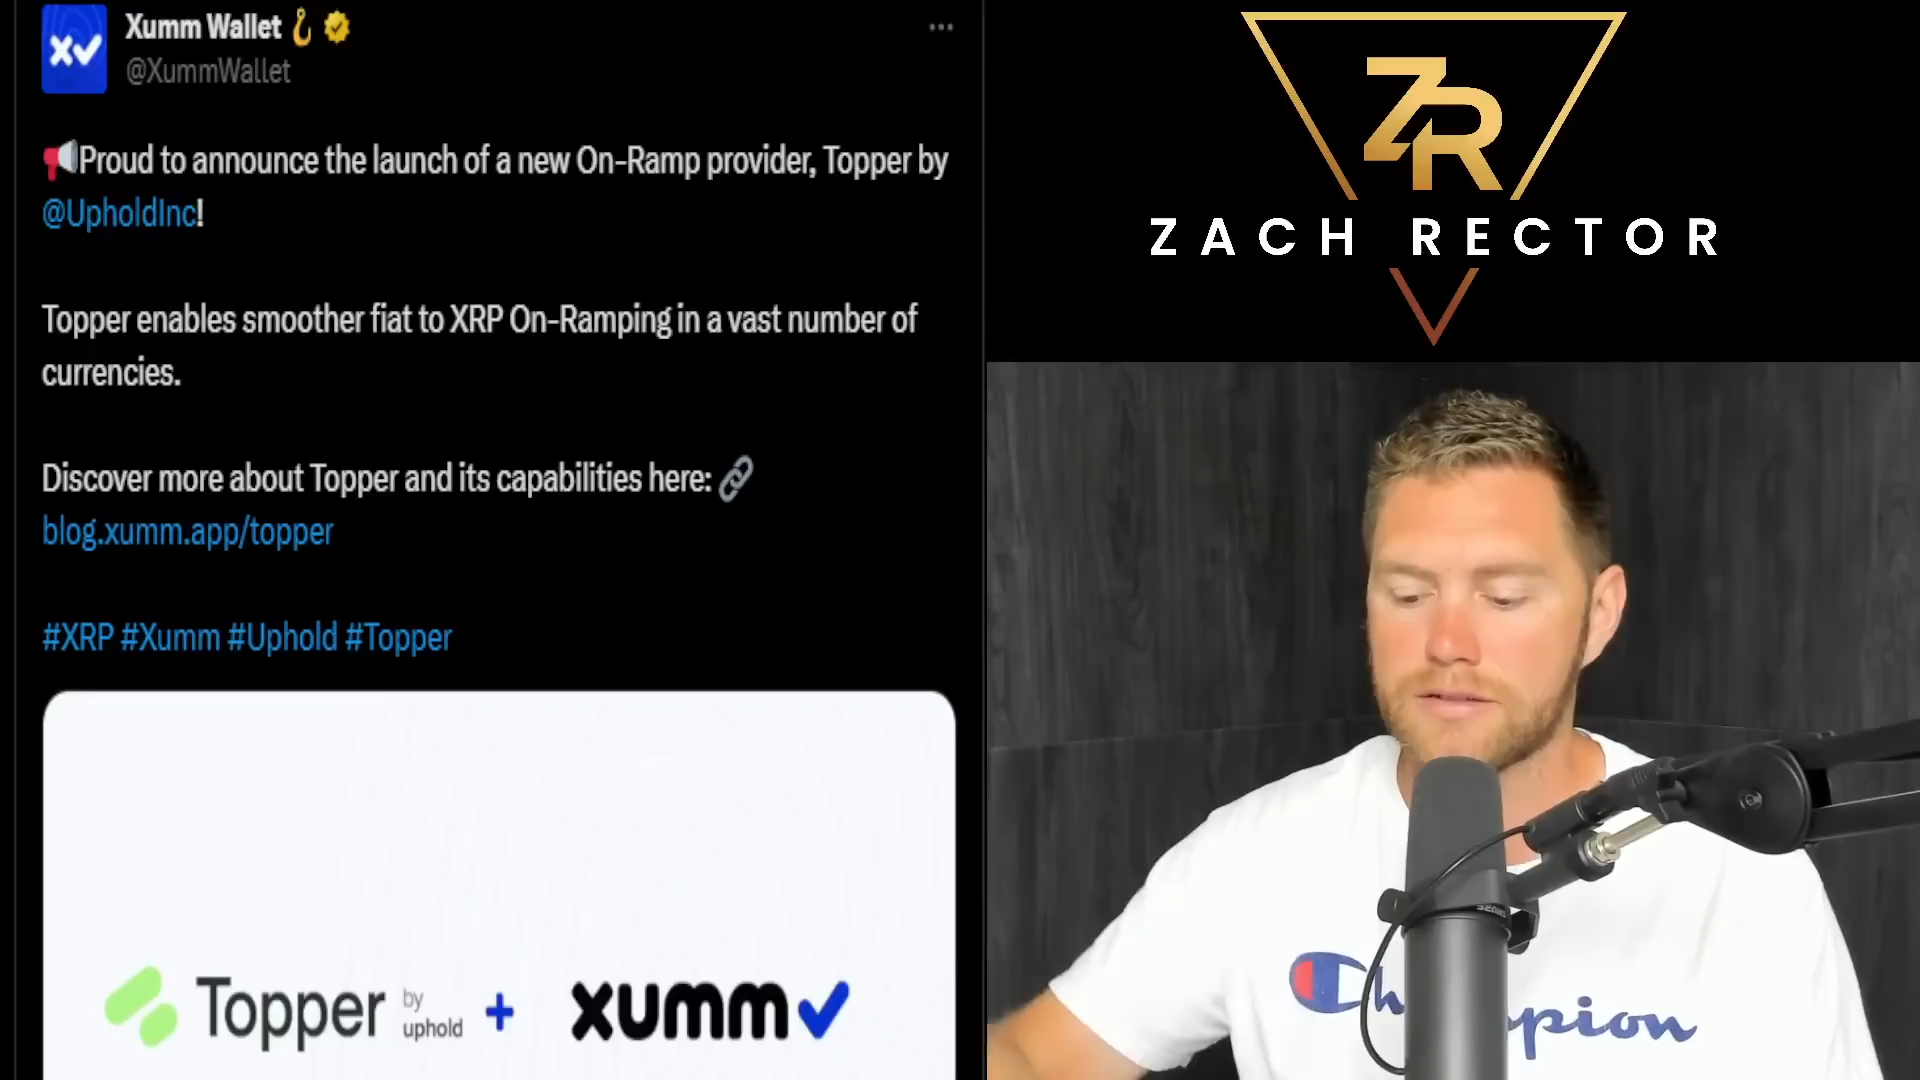 Xumm Wallet
@XummWallet
Proud to announce the launch of a new On-Ramp provider, Topper by
@UpholdInc!
Topper enables smoother fiat to XRP On-Ramping in a vast number of
currencies.
Discover more about Topper and its capabilities here:
blog.xumm.app/topper
#XRP #Xumm #Uphold #Topper
Topper by
uphold + xumm
ZR
ZACH RECTOR
Champion